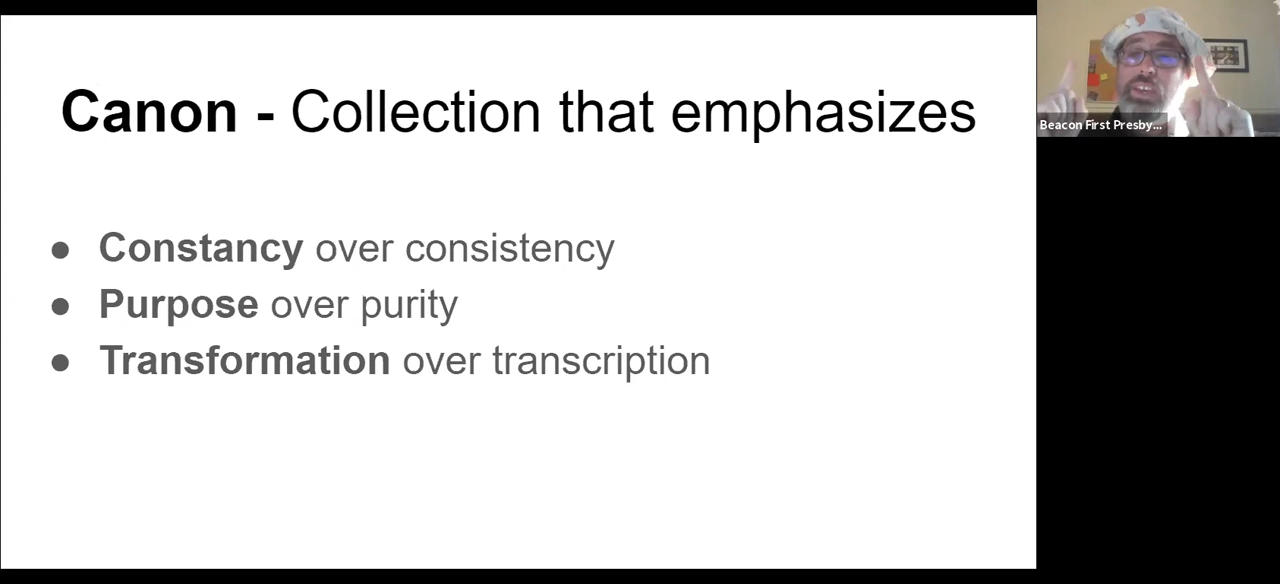 Canon - Collection that emphasizes
● Constancy over consistency
● Purpose over purity
● Transformation over transcription
Beacon First Presby...